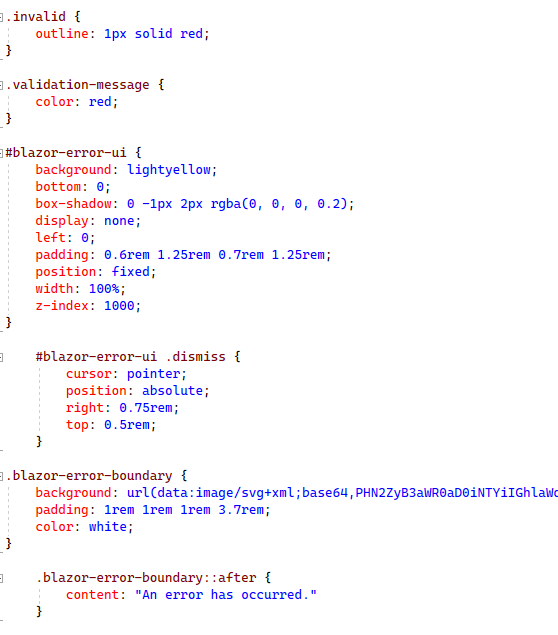 .invalid {
    outline: 1px solid red;
}

.validation-message {
    color: red;
}

#blazor-error-ui {
    background: lightyellow;
    bottom: 0;
    box-shadow: 0 -1px 2px rgba(0, 0, 0, 0.2);
    display: none;
    left: 0;
    padding: 0.6rem 1.25rem 0.7rem 1.25rem;
    position: fixed;
    width: 100%;
    z-index: 1000;
}

    #blazor-error-ui .dismiss {
        cursor: pointer;
        position: absolute;
        right: 0.75rem;
        top: 0.5rem;
    }

.blazor-error-boundary {
    background: url(data:image/svg+xml;base64,PHN2ZyB3aWR0aD0iNTYiIGhlaWd
    padding: 1rem 1rem 1rem 3.7rem;
    color: white;
}

    .blazor-error-boundary::after {
        content: "An error has occurred."
    }